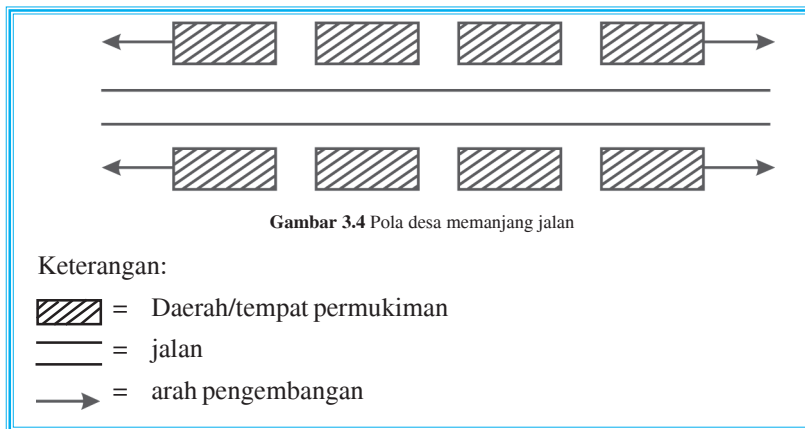 Gambar 3.4 Pola desa memanjang jalan
Keterangan:
= Daerah/tempat permukiman
= jalan
= arah pengembangan